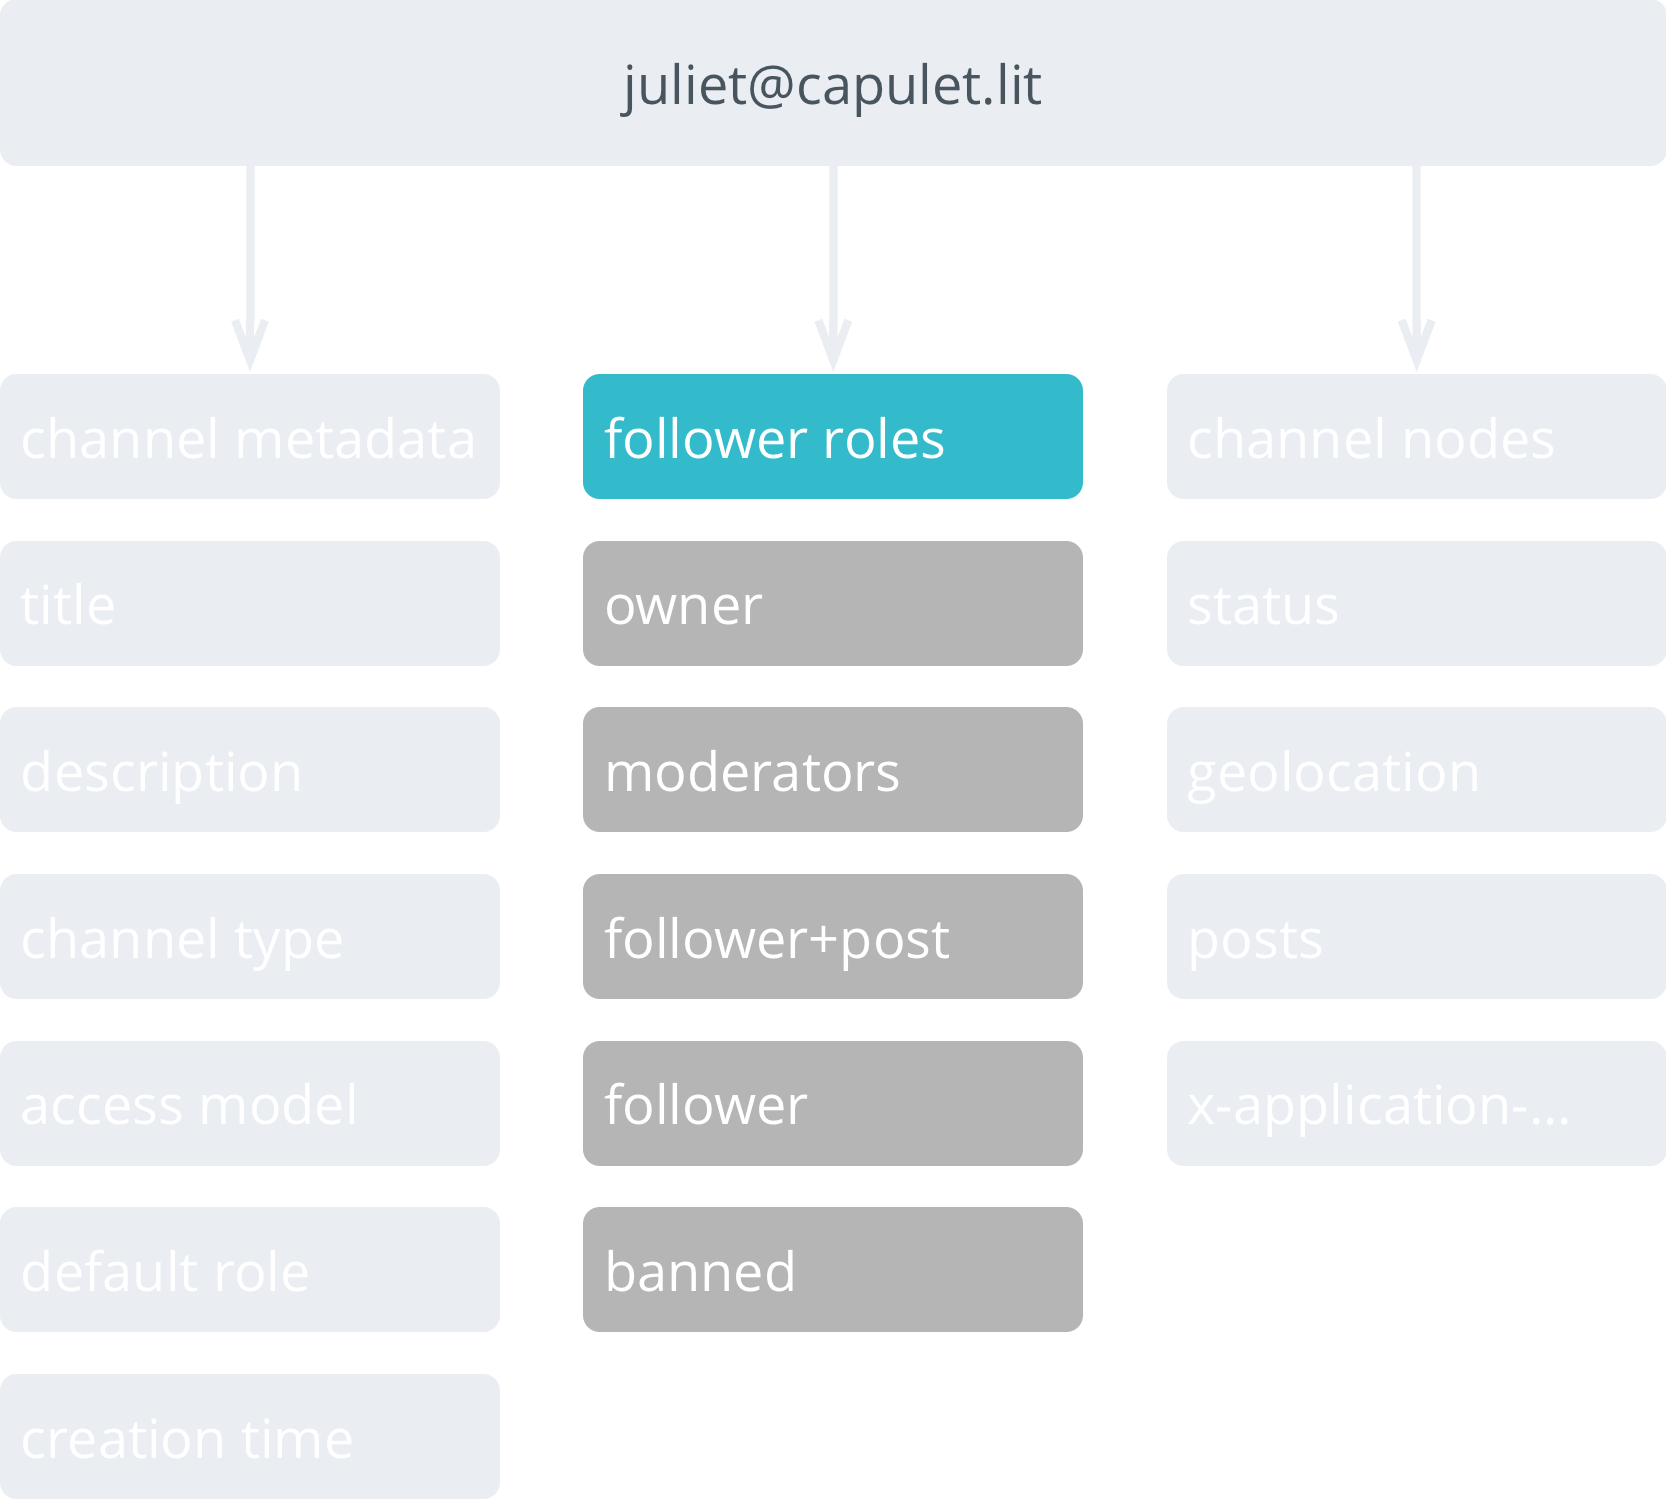 juliet@capulet.lit
channel metadata
title
description
channel type
access model
default role
creation time
follower roles
owner
moderators
follower+post
follower
banned
channel nodes
status
geolocation
posts
x-application-...